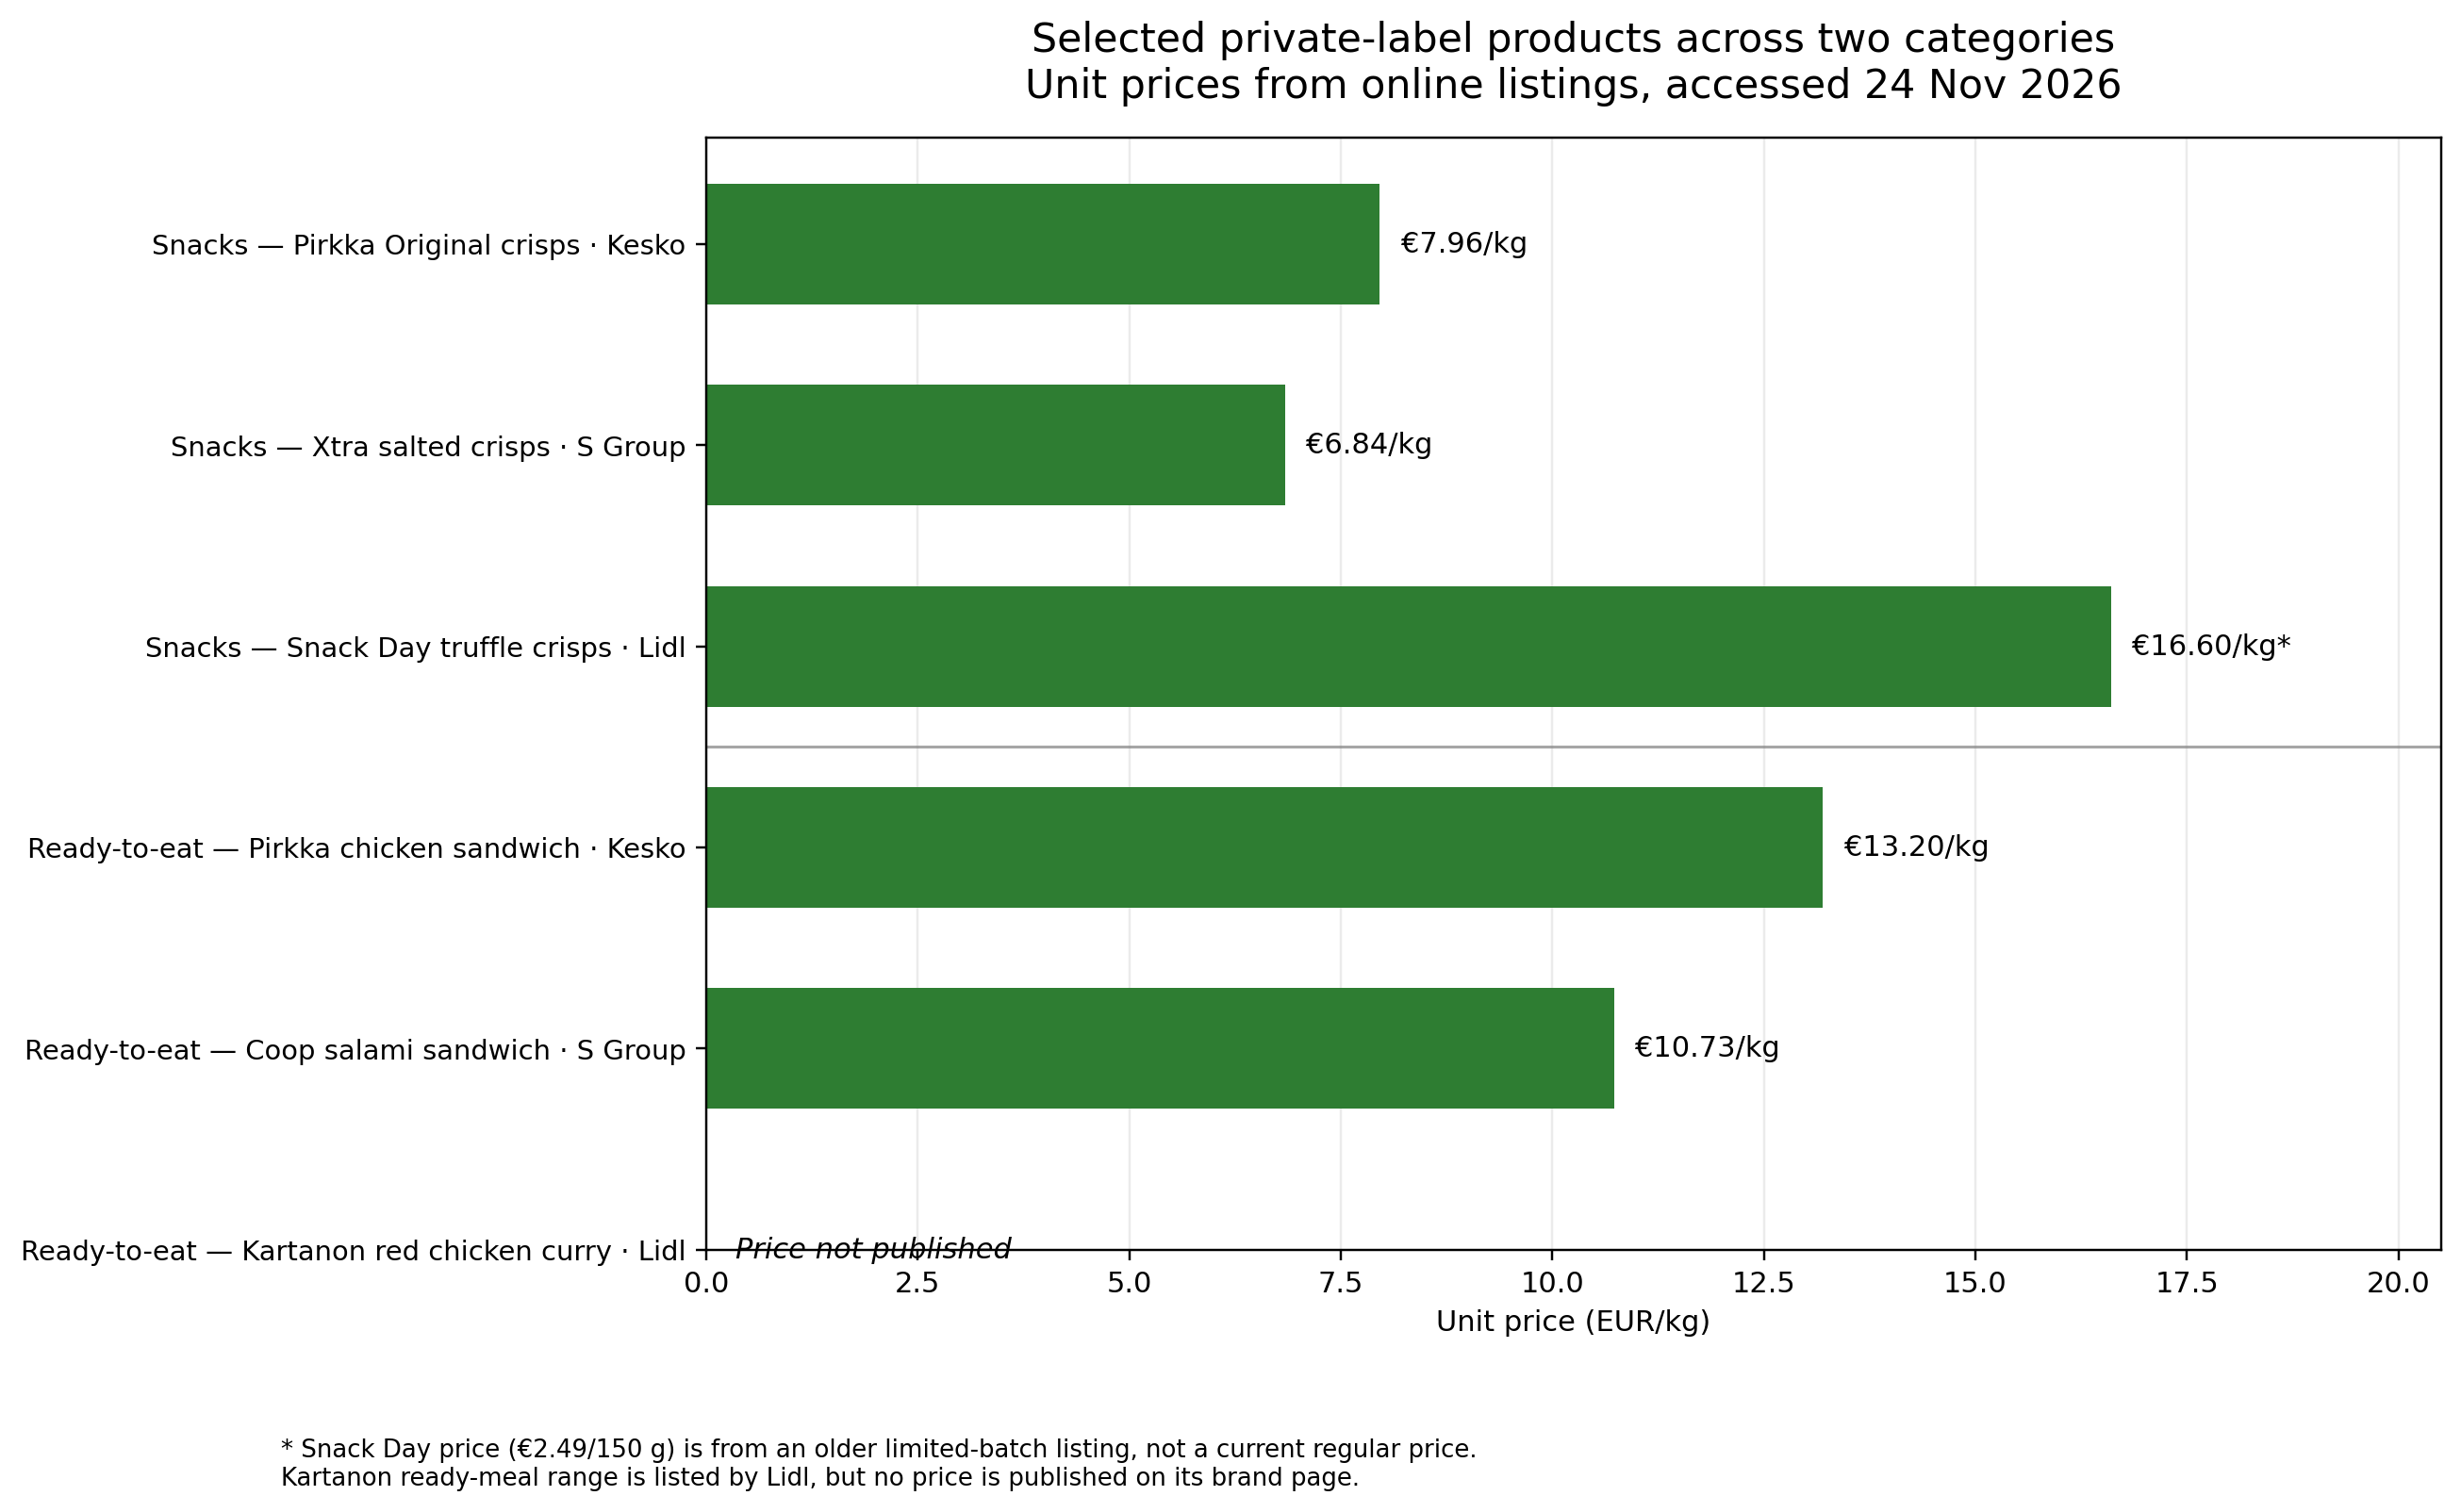 Selected private-label products across two categories
Unit prices from online listings, accessed 24 Nov 2026
Snacks — Pirkka Original crisps · Kesko
€7.96/kg
Snacks — Xtra salted crisps · S Group
€6.84/kg
Snacks — Snack Day truffle crisps · Lidl
€16.60/kg*
Ready-to-eat — Pirkka chicken sandwich · Kesko
€13.20/kg
Ready-to-eat — Coop salami sandwich · S Group
€10.73/kg
Ready-to-eat — Kartanon red chicken curry · Lidl
Price not published
0.0 2.5 5.0 7.5 10.0 12.5 15.0 17.5 20.0
Unit price (EUR/kg)
* Snack Day price (€2.49/150 g) is from an older limited-batch listing, not a current regular price.
Kartanon ready-meal range is listed by Lidl, but no price is published on its brand page.